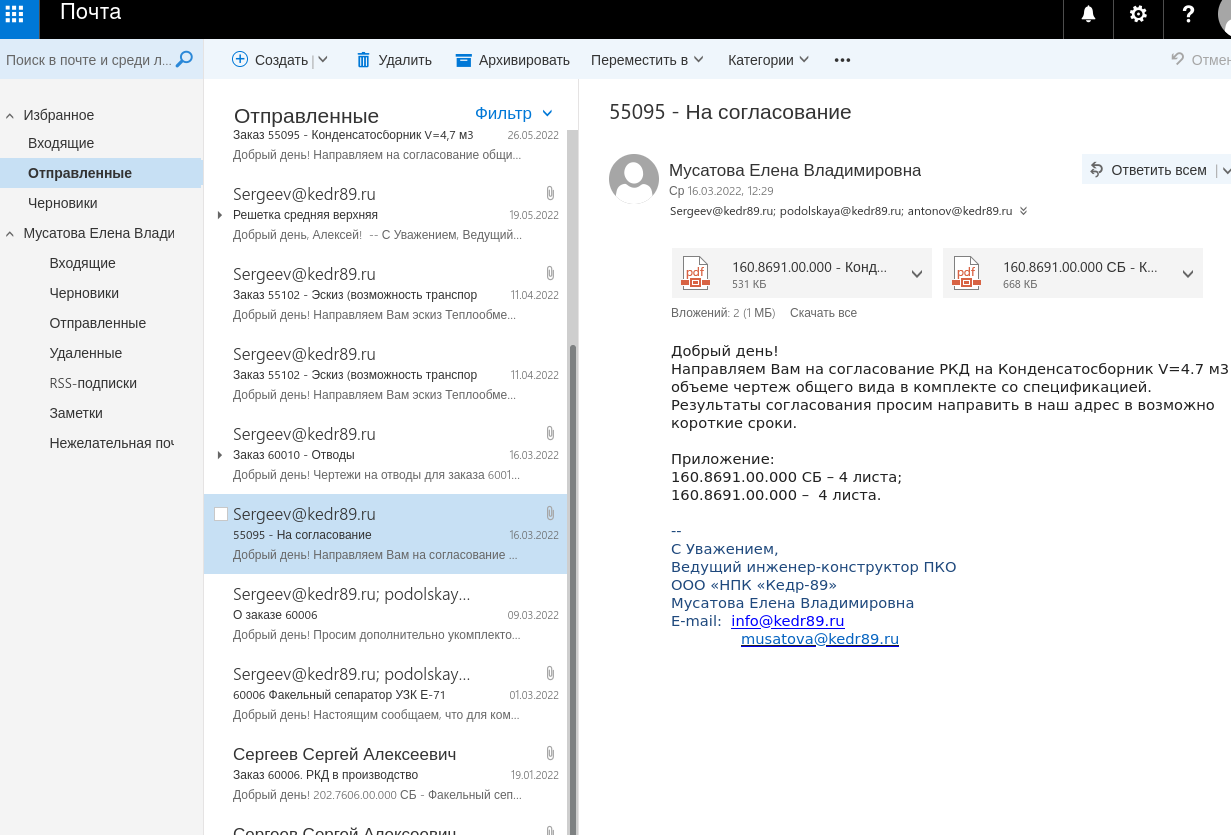 Почта
Поиск в почте и среди л...
Создать
Удалить
Архивировать
Переместить в
Категории
Избранное
Входящие
Отправленные
Черновики
Мусатова Елена Влади
Входящие
Черновики
Отправленные
Удаленные
RSS-подписки
Заметки
Нежелательная поч
Отправленные
Фильтр
Заказ 55095 - Конденсатосборник V=4,7 м3 26.05.2022
Добрый день! Направляем на согласование общи...
Sergeev@kedr89.ru
Решетка средняя верхняя 19.05.2022
Добрый день, Алексей! -- С Уважением, Ведущий...
Sergeev@kedr89.ru
Заказ 55102 - Эскиз (возможность транспор 11.04.2022
Добрый день! Направляем Вам эскиз Теплообме...
Sergeev@kedr89.ru
Заказ 55102 - Эскиз (возможность транспор 11.04.2022
Добрый день! Направляем Вам эскиз Теплообме...
Sergeev@kedr89.ru
Заказ 60010 - Отводы 16.03.2022
Добрый день! Чертежи на отводы для заказа 6001...
Sergeev@kedr89.ru
55095 - На согласование 16.03.2022
Добрый день! Направляем Вам на согласование ...
Sergeev@kedr89.ru; podolskay...
О заказе 60006 09.03.2022
Добрый день! Просим дополнительно укомплекто...
Sergeev@kedr89.ru; podolskay...
60006 Факельный сепаратор УЗК Е-71 01.03.2022
Добрый день! Настоящим сообщаем, что для ком...
Сергеев Сергей Алексеевич
Заказ 60006. РКД в производство 19.01.2022
Добрый день! 202.7606.00.000 СБ - Факельный сеп...
Сергеев Сергей Алексеевич
Отмен
55095 - На согласование
Мусатова Елена Владимировна
Ответить всем
Ср 16.03.2022, 12:29
Sergeev@kedr89.ru; podolskaya@kedr89.ru; antonov@kedr89.ru
pdf
160.8691.00.000 - Конд...
531 КБ
pdf
160.8691.00.000 СБ - К...
668 КБ
Вложений: 2 (1 МБ) Скачать все
Добрый день!
Направляем Вам на согласование РКД на Конденсатосборник V=4.7 м3
объеме чертеж общего вида в комплекте со спецификацией.
Результаты согласования просим направить в наш адрес в возможно
короткие сроки.
Приложение:
160.8691.00.000 СБ – 4 листа;
160.8691.00.000 – 4 листа.
--
С Уважением,
Ведущий инженер-конструктор ПКО
ООО «НПК «Кедр-89»
Мусатова Елена Владимировна
E-mail: info@kedr89.ru
musatova@kedr89.ru